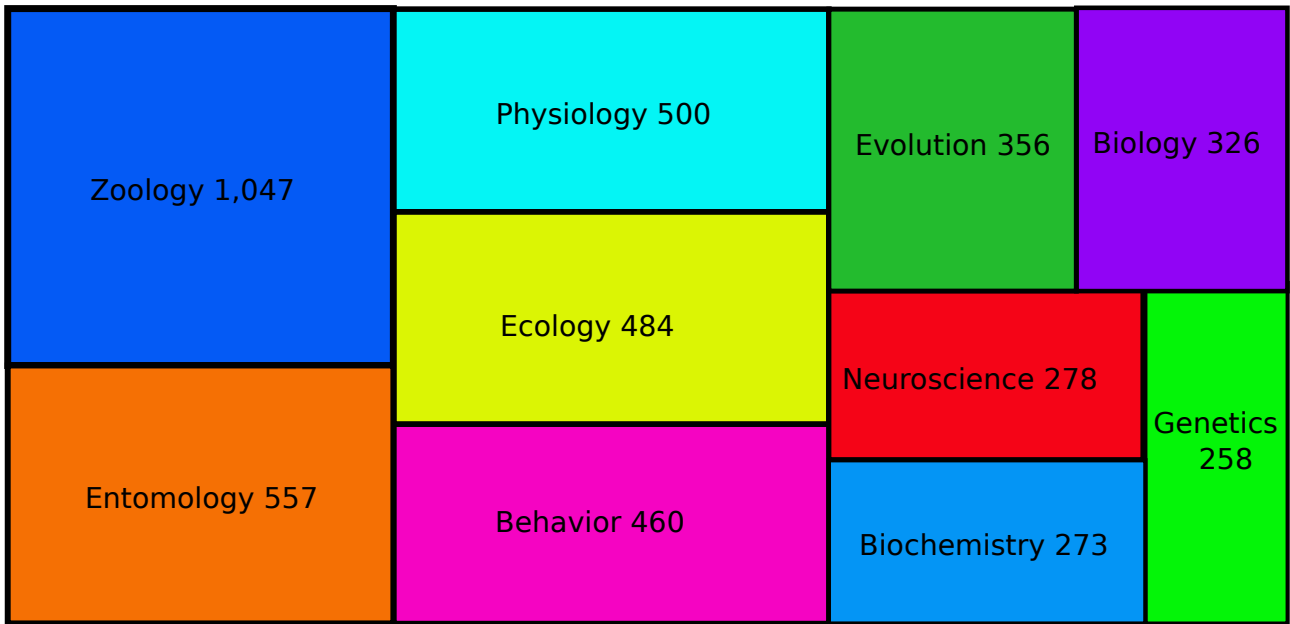 Zoology 1,047
Physiology 500
Evolution 356
Biology 326
Ecology 484
Neuroscience 278
Genetics
258
Entomology 557
Behavior 460
Biochemistry 273